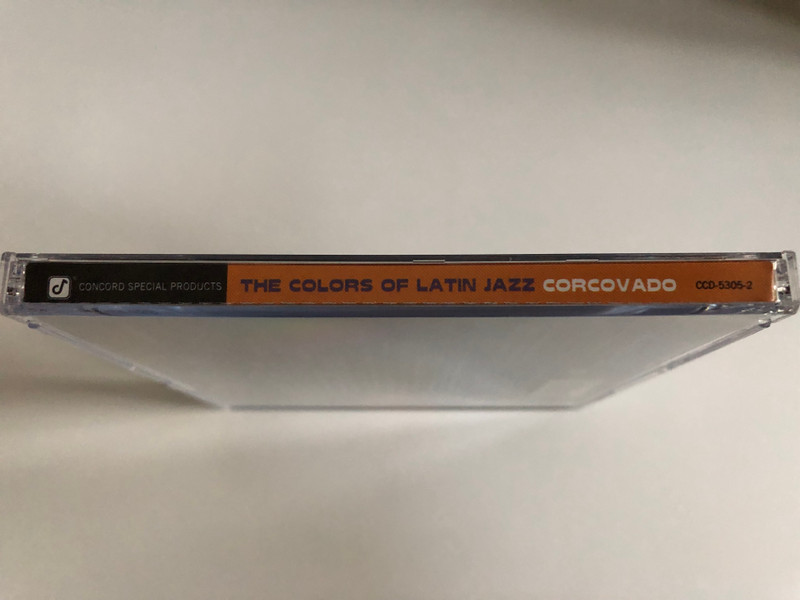 CONCORD SPECIAL PRODUCTS THE COLORS OF LATIN JAZZ CORCOVADO CCD-5305-2